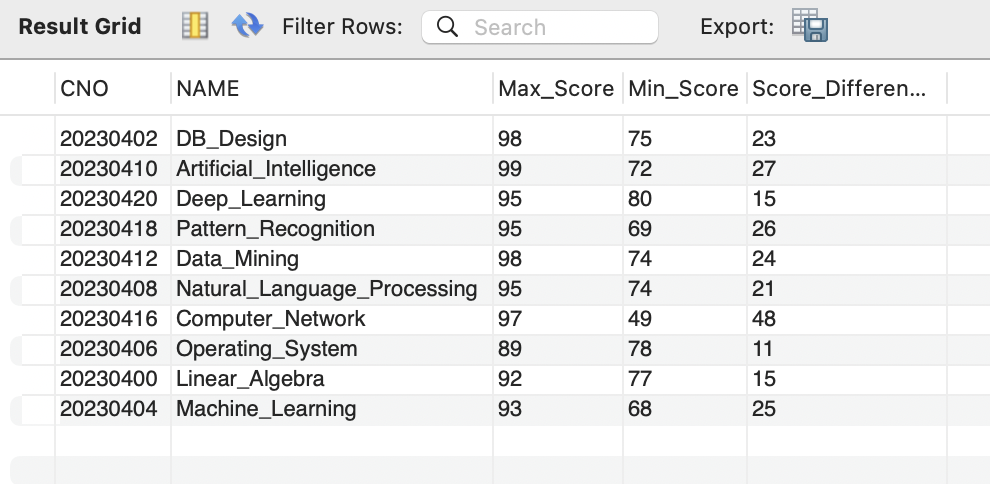 Result Grid Filter Rows: Search Export:
CNO NAME Max_Score Min_Score Score_Differen...
20230402 DB_Design 98 75 23
20230410 Artificial_Intelligence 99 72 27
20230420 Deep_Learning 95 80 15
20230418 Pattern_Recognition 95 69 26
20230412 Data_Mining 98 74 24
20230408 Natural_Language_Processing 95 74 21
20230416 Computer_Network 97 49 48
20230406 Operating_System 89 78 11
20230400 Linear_Algebra 92 77 15
20230404 Machine_Learning 93 68 25